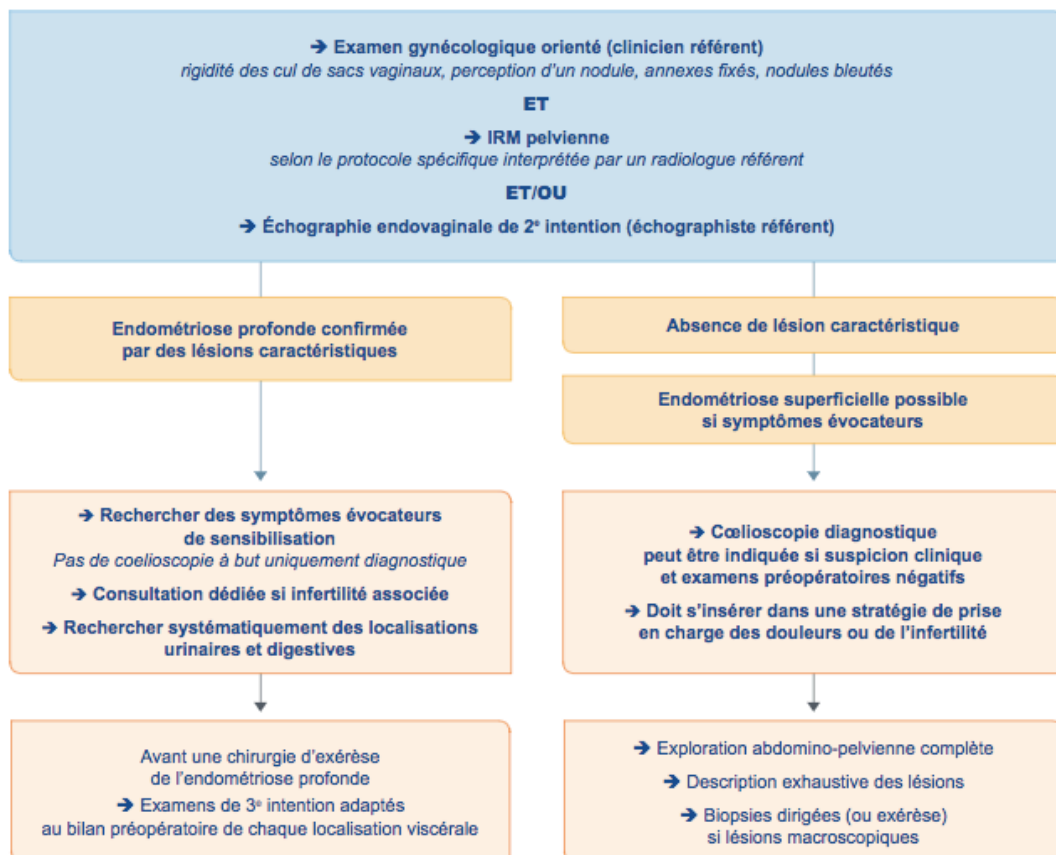 ➔ Examen gynécologique orienté (clinicien référent)
rigidité des cul de sacs vaginaux, perception d'un nodule, annexes fixés, nodules bleutés
ET
➔ IRM pelvienne
selon le protocole spécifique interprétée par un radiologue référent
ET/OU
➔ Échographie endovaginale de 2e intention (échographiste référent)
Endométriose profonde confirmée
par des lésions caractéristiques
➔ Rechercher des symptômes évocateurs
de sensibilisation
Pas de coelioscopie à but uniquement diagnostique
➔ Consultation dédiée si infertilité associée
➔ Rechercher systématiquement des localisations
urinaires et digestives
Avant une chirurgie d'exérèse
de l'endométriose profonde
➔ Examens de 3e intention adaptés
au bilan préopératoire de chaque localisation viscérale
Absence de lésion caractéristique
Endométriose superficielle possible
si symptômes évocateurs
➔ Cœlioscopie diagnostique
peut être indiquée si suspicion clinique
et examens préopératoires négatifs
➔ Doit s'insérer dans une stratégie de prise
en charge des douleurs ou de l'infertilité
➔ Exploration abdomino-pelvienne complète
➔ Description exhaustive des lésions
➔ Biopsies dirigées (ou exérèse)
si lésions macroscopiques